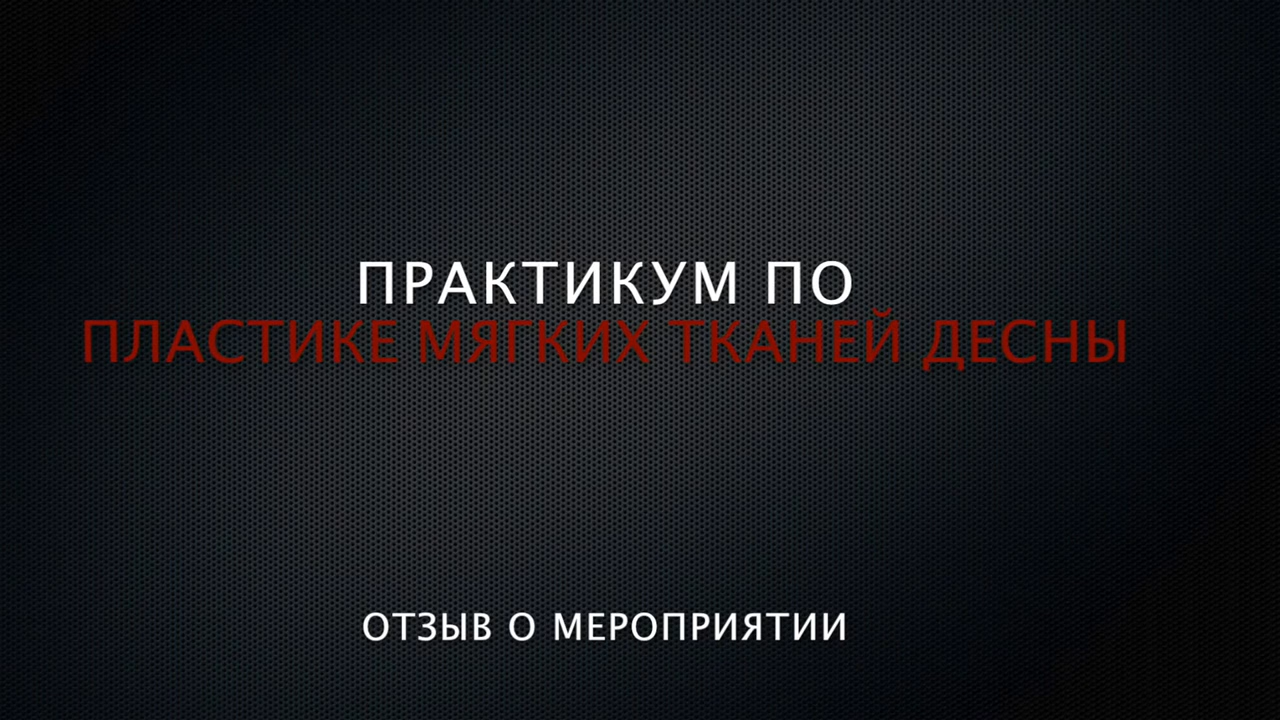 ПРАКТИКУМ ПО
ПЛАСТИКЕ МЯГКИХ ТКАНЕЙ ДЕСНЫ
ОТЗЫВ О МЕРОПРИЯТИИ